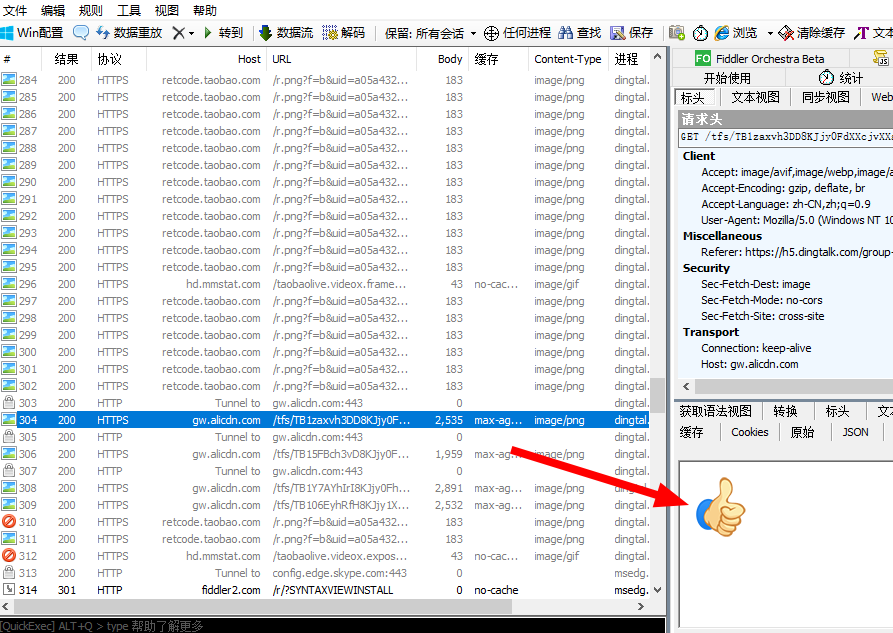 文件 编辑 规则 工具 视图 帮助
Win配置 数据重放 转到 数据流 解码 保留: 所有会话 任何进程 查找 保存 浏览 清除缓存 文本
# 结果 协议 Host URL Body 缓存 Content-Type 进程
284 200 HTTPS retcode.taobao.com /r.png?f=b&uid=a05a432... 183 image/png dingtal.
285 200 HTTPS retcode.taobao.com /r.png?f=b&uid=a05a432... 183 image/png dingtal.
286 200 HTTPS retcode.taobao.com /r.png?f=b&uid=a05a432... 183 image/png dingtal.
287 200 HTTPS retcode.taobao.com /r.png?f=b&uid=a05a432... 183 image/png dingtal.
288 200 HTTPS retcode.taobao.com /r.png?f=b&uid=a05a432... 183 image/png dingtal.
289 200 HTTPS retcode.taobao.com /r.png?f=b&uid=a05a432... 183 image/png dingtal.
290 200 HTTPS retcode.taobao.com /r.png?f=b&uid=a05a432... 183 image/png dingtal.
291 200 HTTPS retcode.taobao.com /r.png?f=b&uid=a05a432... 183 image/png dingtal.
292 200 HTTPS retcode.taobao.com /r.png?f=b&uid=a05a432... 183 image/png dingtal.
293 200 HTTPS retcode.taobao.com /r.png?f=b&uid=a05a432... 183 image/png dingtal.
294 200 HTTPS retcode.taobao.com /r.png?f=b&uid=a05a432... 183 image/png dingtal.
295 200 HTTPS retcode.taobao.com /r.png?f=b&uid=a05a432... 183 image/png dingtal.
296 200 HTTPS hd.mmstat.com /taobaolive.videox.frame... 43 no-cac... image/gif dingtal.
297 200 HTTPS retcode.taobao.com /r.png?f=b&uid=a05a432... 183 image/png dingtal.
298 200 HTTPS retcode.taobao.com /r.png?f=b&uid=a05a432... 183 image/png dingtal.
299 200 HTTPS retcode.taobao.com /r.png?f=b&uid=a05a432... 183 image/png dingtal.
300 200 HTTPS retcode.taobao.com /r.png?f=b&uid=a05a432... 183 image/png dingtal.
301 200 HTTPS retcode.taobao.com /r.png?f=b&uid=a05a432... 183 image/png dingtal.
302 200 HTTPS retcode.taobao.com /r.png?f=b&uid=a05a432... 183 image/png dingtal.
303 200 HTTP Tunnel to gw.alicdn.com:443 0 dingtal.
304 200 HTTPS gw.alicdn.com /tfs/TB1zaxvh3DD8KJjy0F... 2,535 max-ag... image/png dingtal.
305 200 HTTP Tunnel to gw.alicdn.com:443 0 dingtal.
306 200 HTTPS gw.alicdn.com /tfs/TB15FBch3vD8KJjy0F... 1,959 max-ag... image/png dingtal.
307 200 HTTP Tunnel to gw.alicdn.com:443 0 dingtal.
308 200 HTTPS gw.alicdn.com /tfs/TB1Y7AYhIrI8KJjy0Fh... 2,891 max-ag... image/png dingtal.
309 200 HTTPS gw.alicdn.com /tfs/TB106EyhRfH8KJjy1X... 2,532 max-ag... image/png dingtal.
310 200 HTTPS retcode.taobao.com /r.png?f=b&uid=a05a432... 183 image/png dingtal.
311 200 HTTPS retcode.taobao.com /r.png?f=b&uid=a05a432... 183 image/png dingtal.
312 200 HTTPS hd.mmstat.com /taobaolive.videox.expos... 43 no-cac... image/gif dingtal.
313 200 HTTP Tunnel to config.edge.skype.com:443 0 msedg.
314 301 HTTP fiddler2.com /r/?SYNTAXVIEWINSTALL 0 no-cache msedg.
[QuickExec] ALT+Q > type 帮助了解更多
FO Fiddler Orchestra Beta JS
开始使用 统计
标头 文本视图 同步视图 Web
请求头
GET /tfs/TB1zaxvh3DD8KJjy0FdXXcjvXXa
Client
Accept: image/avif,image/webp,image/a
Accept-Encoding: gzip, deflate, br
Accept-Language: zh-CN,zh;q=0.9
User-Agent: Mozilla/5.0 (Windows NT 10
Miscellaneous
Referer: https://h5.dingtalk.com/group-
Security
Sec-Fetch-Dest: image
Sec-Fetch-Mode: no-cors
Sec-Fetch-Site: cross-site
Transport
Connection: keep-alive
Host: gw.alicdn.com
获取语法视图 转换 标头 文
缓存 Cookies 原始 JSON